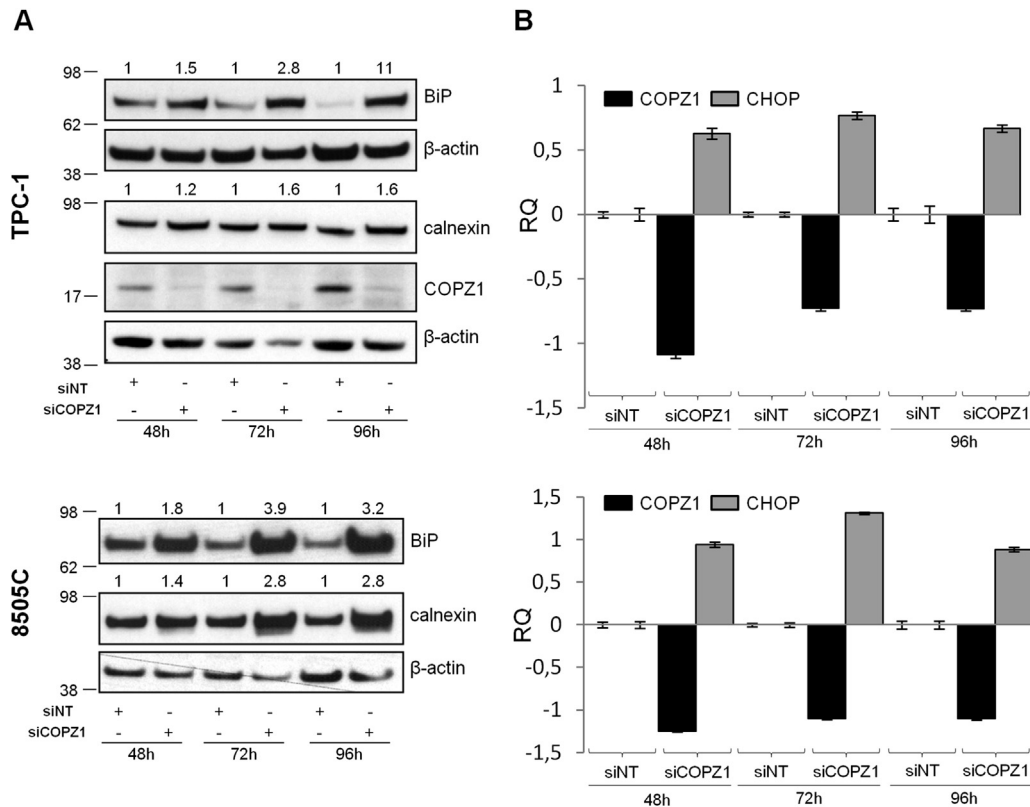 A
TPC-1
98
1 1.5 1 2.8 1 11
BiP
62
β-actin
38
1 1.2 1 1.6 1 1.6
98
calnexin
COPZ1
17
β-actin
38
siNT + - + - + -
siCOPZ1 - + - + - +
48h 72h 96h
8505C
98
1 1.8 1 3.9 1 3.2
BiP
62
1 1.4 1 2.8 1 2.8
98
calnexin
β-actin
38
siNT + - + - + -
siCOPZ1 - + - + - +
48h 72h 96h
B
RQ
1
COPZ1 CHOP
0,5
0
-0,5
-1
-1,5
siNT siCOPZ1 siNT siCOPZ1 siNT siCOPZ1
48h 72h 96h
RQ
1,5
COPZ1 CHOP
1
0,5
0
-0,5
-1
-1,5
siNT siCOPZ1 siNT siCOPZ1 siNT siCOPZ1
48h 72h 96h